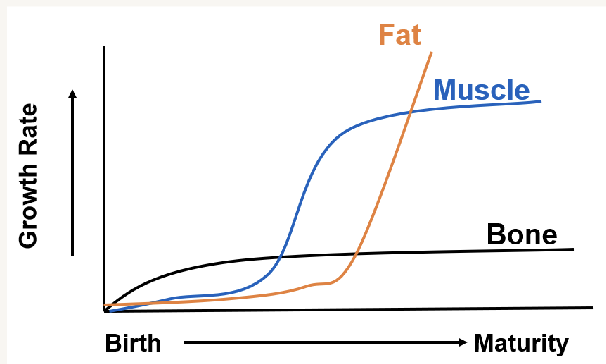 Fat
Muscle
Growth Rate
Bone
Birth
Maturity